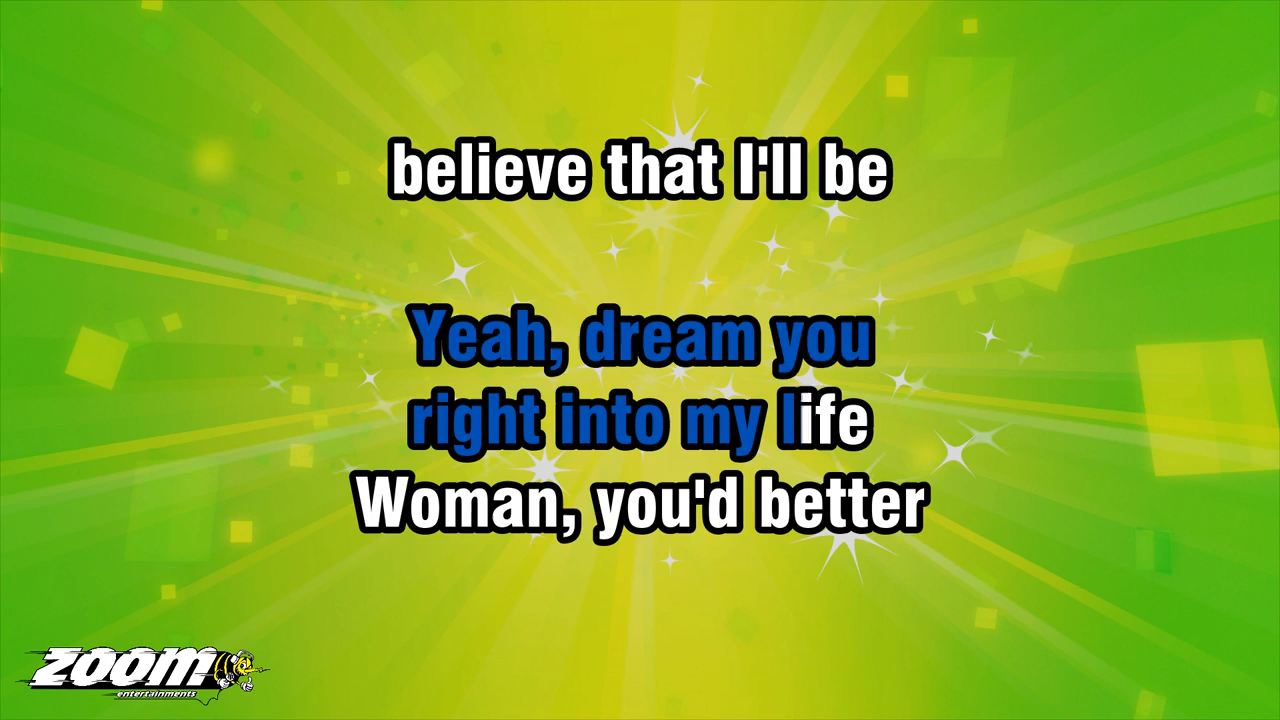 believe that I'll be
Yeah, dream you
right into my life
Woman, you'd better
zoom
entertainments